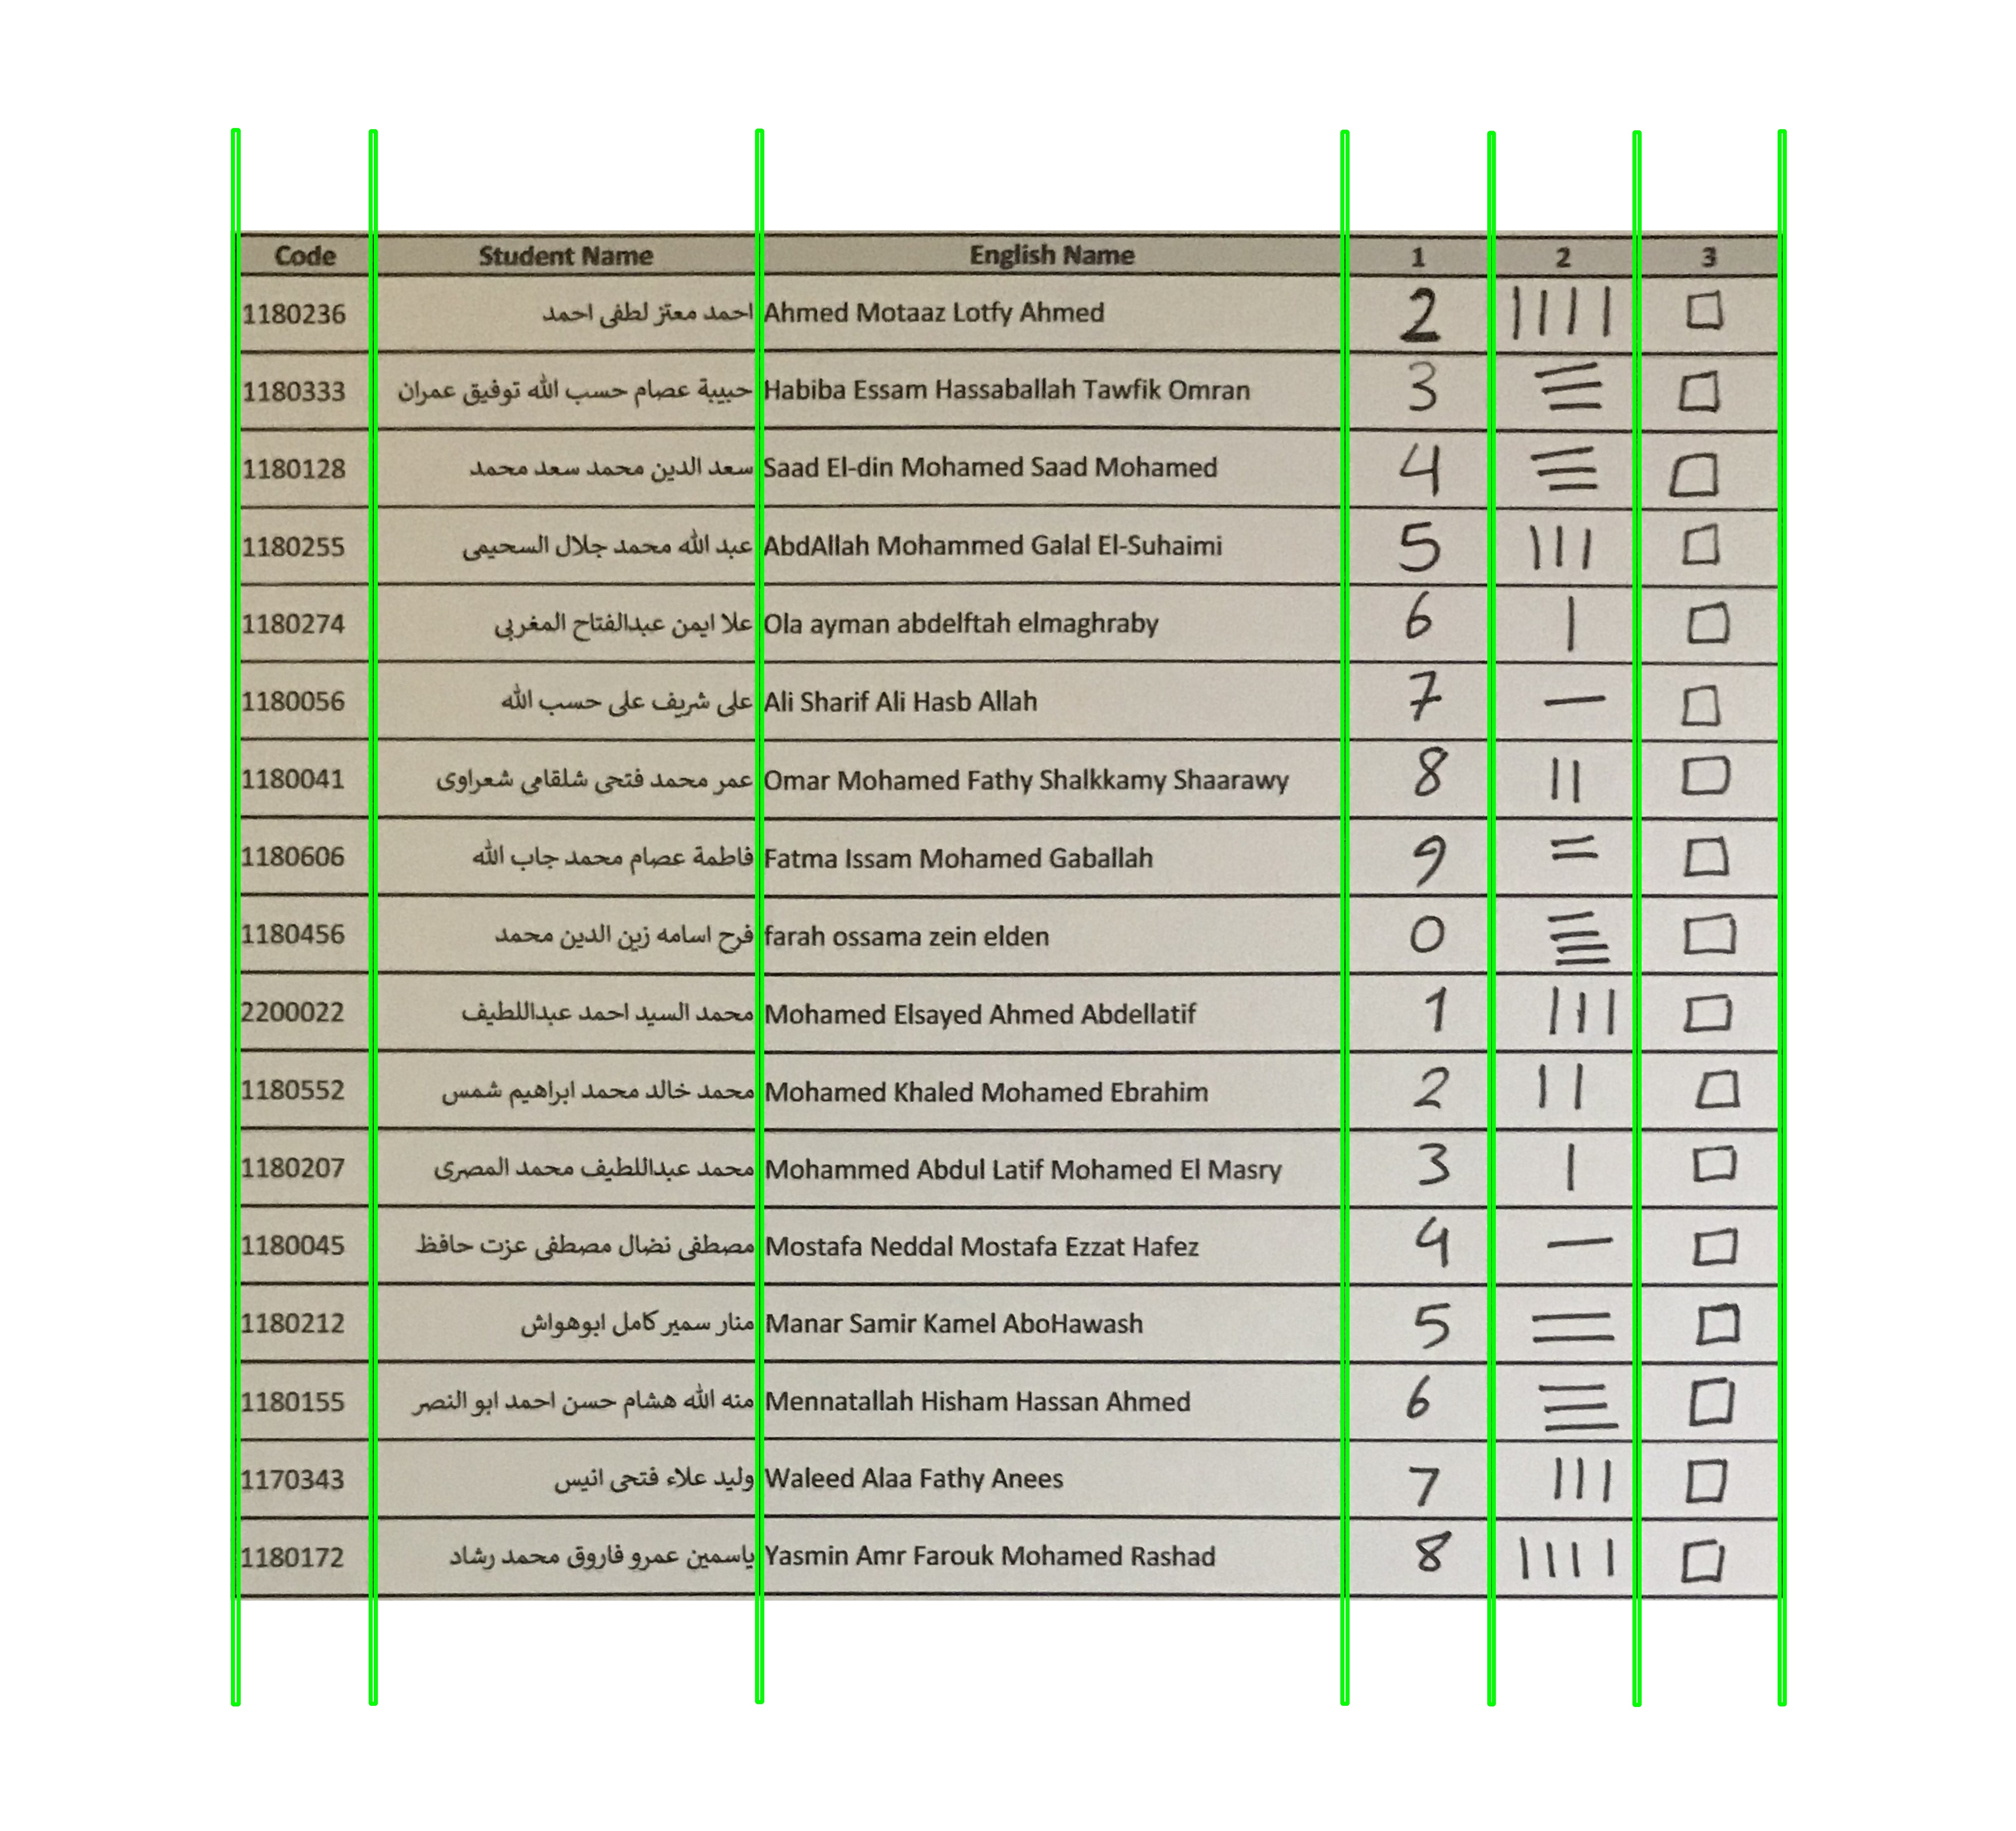 Code Student Name English Name 1 2 3
1180236 احمد معتز لطفى احمد Ahmed Motaaz Lotfy Ahmed 2 ||||
1180333 حبيبة عصام حسب الله توفيق عمران Habiba Essam Hassaballah Tawfik Omran 3
1180128 سعد الدين محمد سعد محمد Saad El-din Mohamed Saad Mohamed 4
1180255 عبد الله محمد جلال السحيمى AbdAllah Mohammed Galal El-Suhaimi 5 |||
1180274 علا ايمن عبدالفتاح المغربى Ola ayman abdelftah elmaghraby 6 |
1180056 على شريف على حسب الله Ali Sharif Ali Hasb Allah 7 —
1180041 عمر محمد فتحى شلقامى شعراوى Omar Mohamed Fathy Shalkkamy Shaarawy 8 ||
1180606 فاطمة عصام محمد جاب الله Fatma Issam Mohamed Gaballah 9 =
1180456 فرح اسامه زين الدين محمد farah ossama zein elden 0
2200022 محمد السيد احمد عبداللطيف Mohamed Elsayed Ahmed Abdellatif 1 |||
1180552 محمد خالد محمد ابراهيم شمس Mohamed Khaled Mohamed Ebrahim 2 ||
1180207 محمد عبداللطيف محمد المصرى Mohammed Abdul Latif Mohamed El Masry 3 |
1180045 مصطفى نضال مصطفى عزت حافظ Mostafa Neddal Mostafa Ezzat Hafez 4 —
1180212 منار سمير كامل ابوهواش Manar Samir Kamel AboHawash 5 =
1180155 منه الله هشام حسن احمد ابو النصر Mennatallah Hisham Hassan Ahmed 6
1170343 وليد علاء فتحى انيس Waleed Alaa Fathy Anees 7 |||
1180172 ياسمين عمرو فاروق محمد رشاد Yasmin Amr Farouk Mohamed Rashad 8 ||||